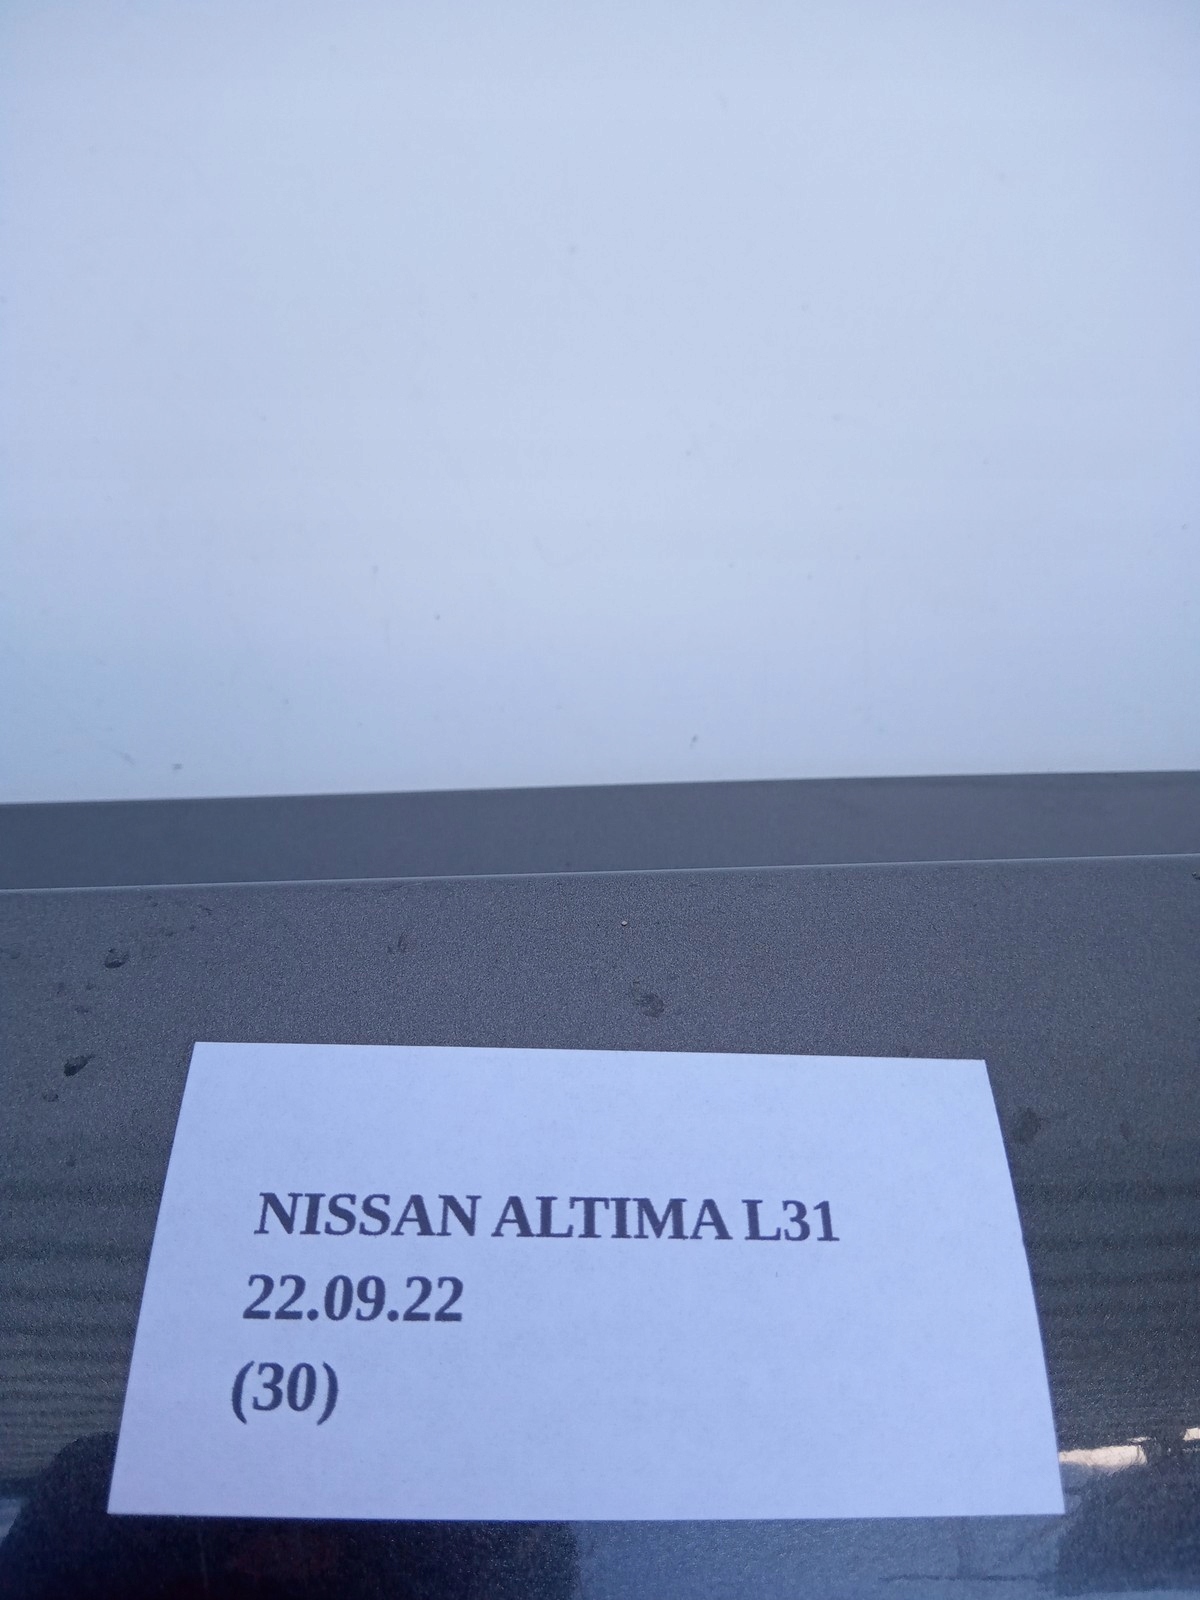 NISSAN ALTIMA L31
22.09.22
(30)